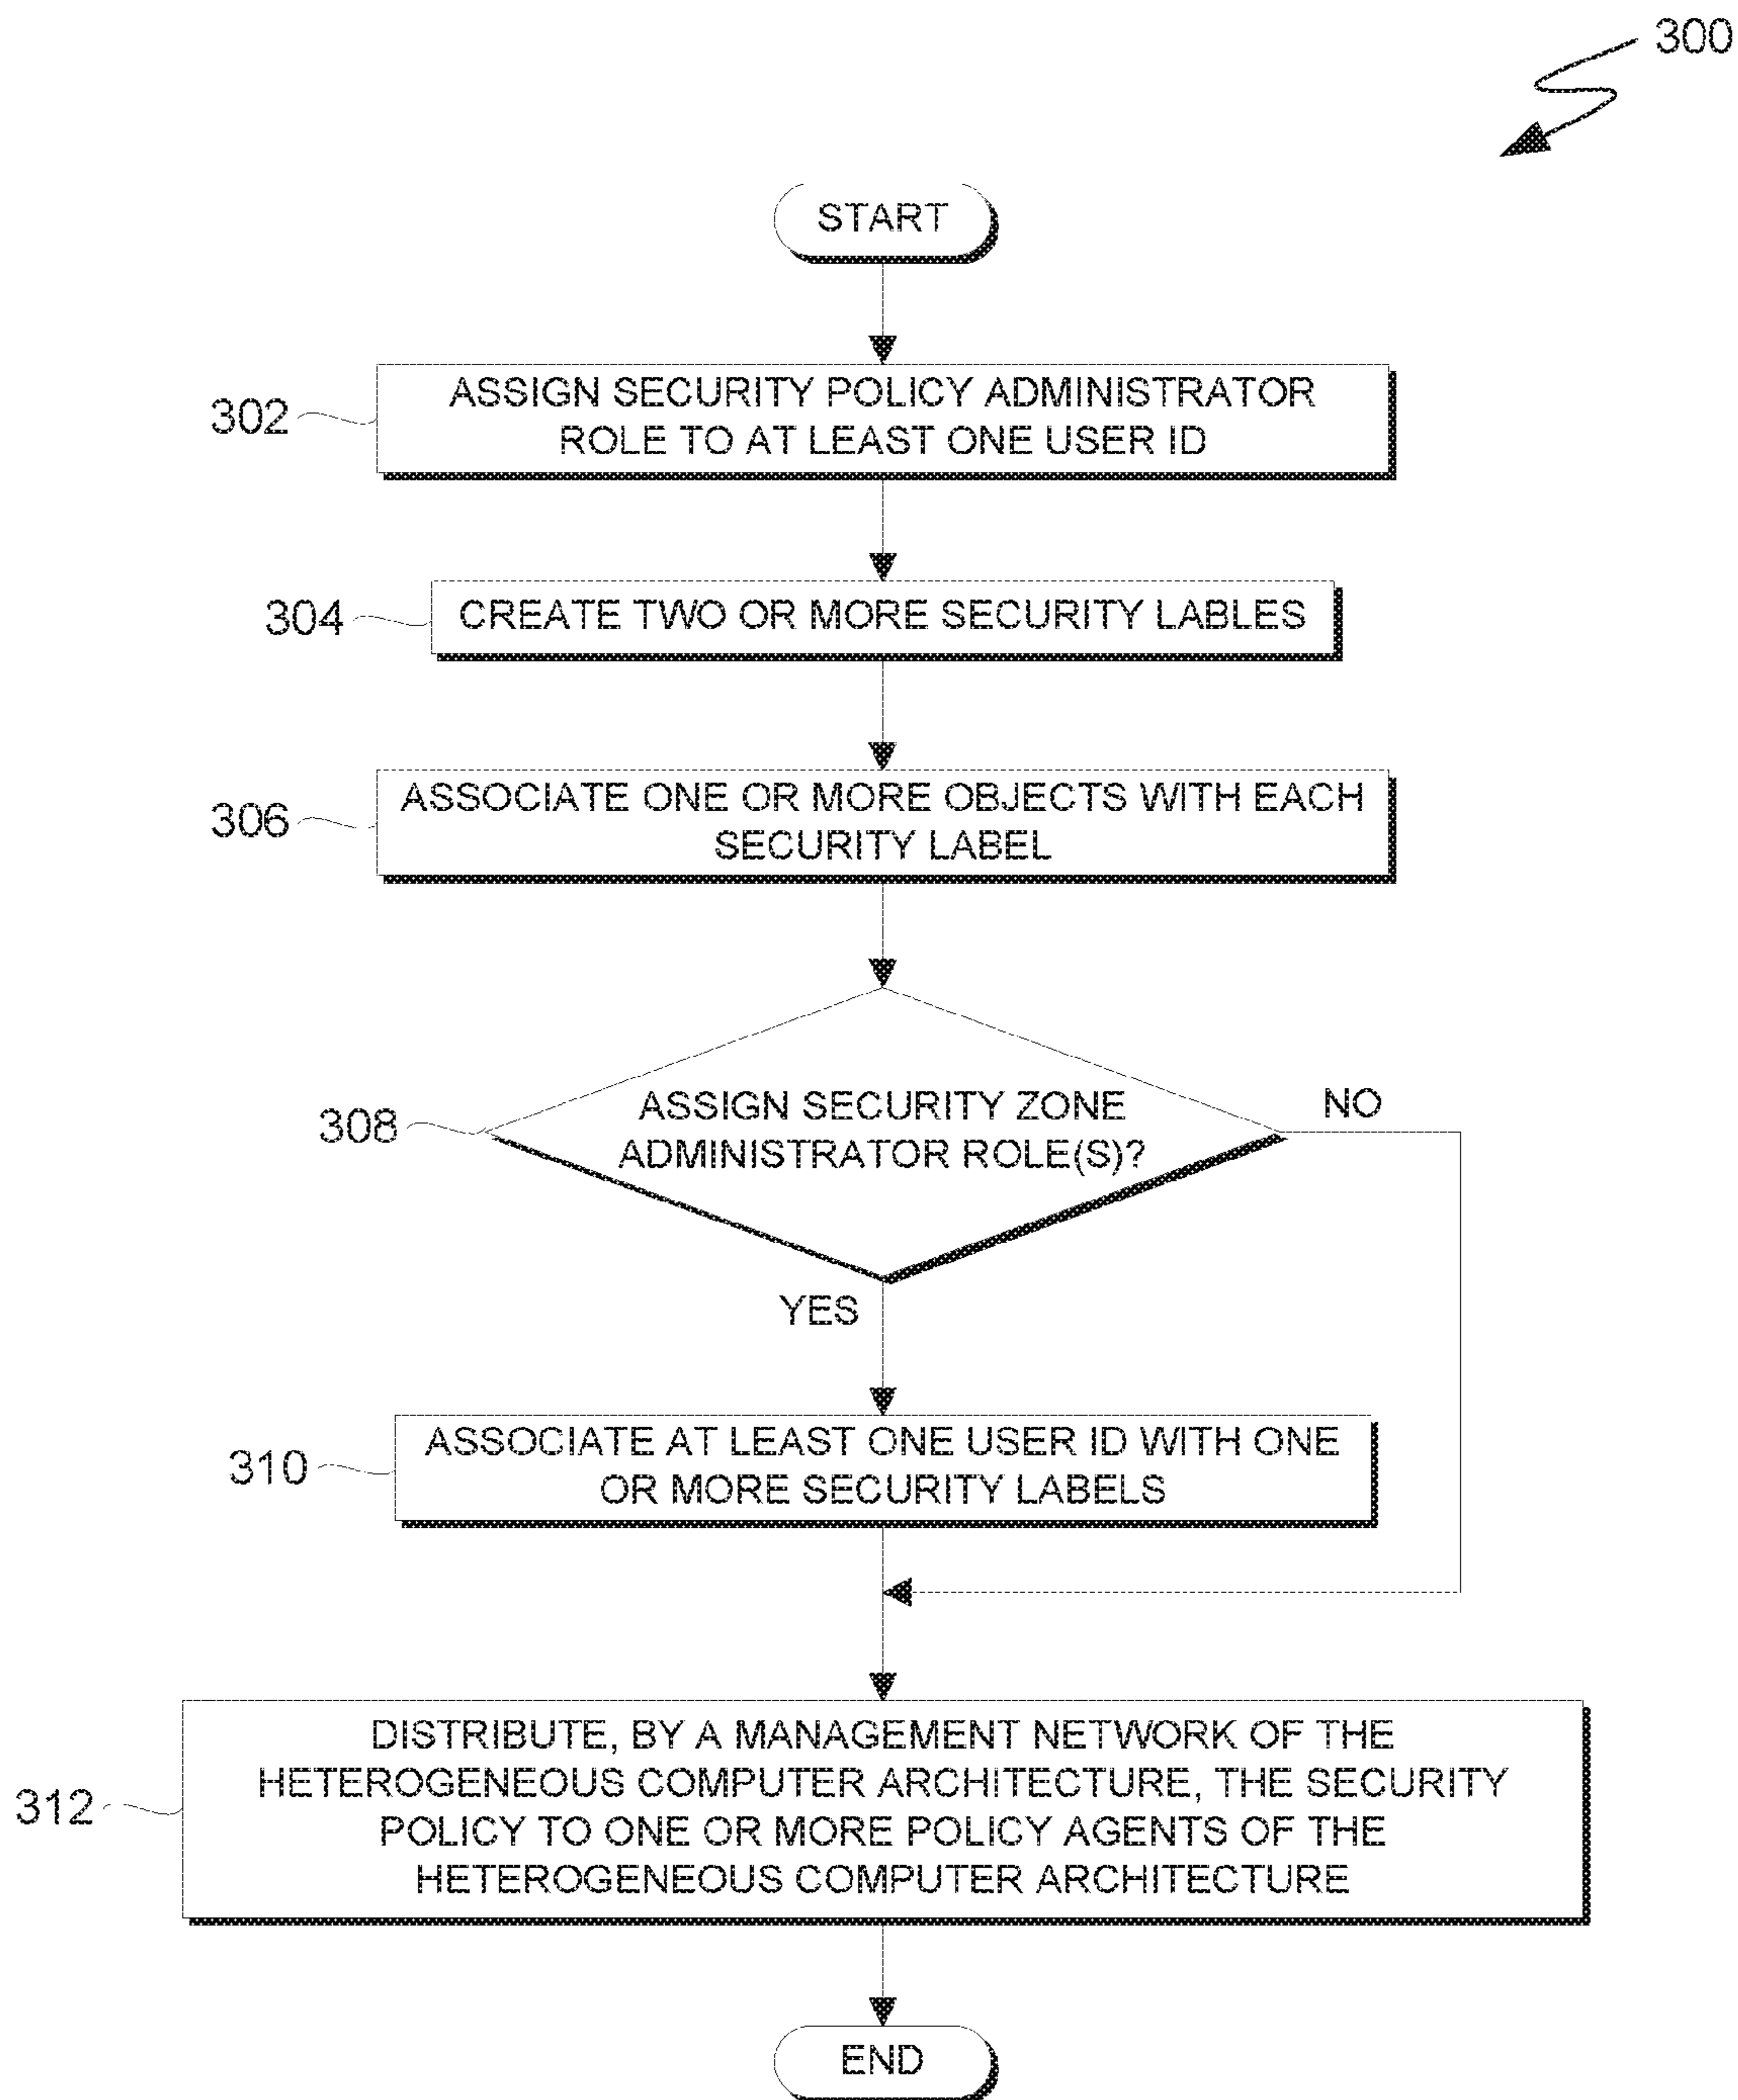 300
START
302
ASSIGN SECURITY POLICY ADMINISTRATOR
ROLE TO AT LEAST ONE USER ID
304
CREATE TWO OR MORE SECURITY LABLES
306
ASSOCIATE ONE OR MORE OBJECTS WITH EACH
SECURITY LABEL
308
ASSIGN SECURITY ZONE
ADMINISTRATOR ROLE(S)?
NO
YES
310
ASSOCIATE AT LEAST ONE USER ID WITH ONE
OR MORE SECURITY LABELS
312
DISTRIBUTE, BY A MANAGEMENT NETWORK OF THE
HETEROGENEOUS COMPUTER ARCHITECTURE, THE SECURITY
POLICY TO ONE OR MORE POLICY AGENTS OF THE
HETEROGENEOUS COMPUTER ARCHITECTURE
END